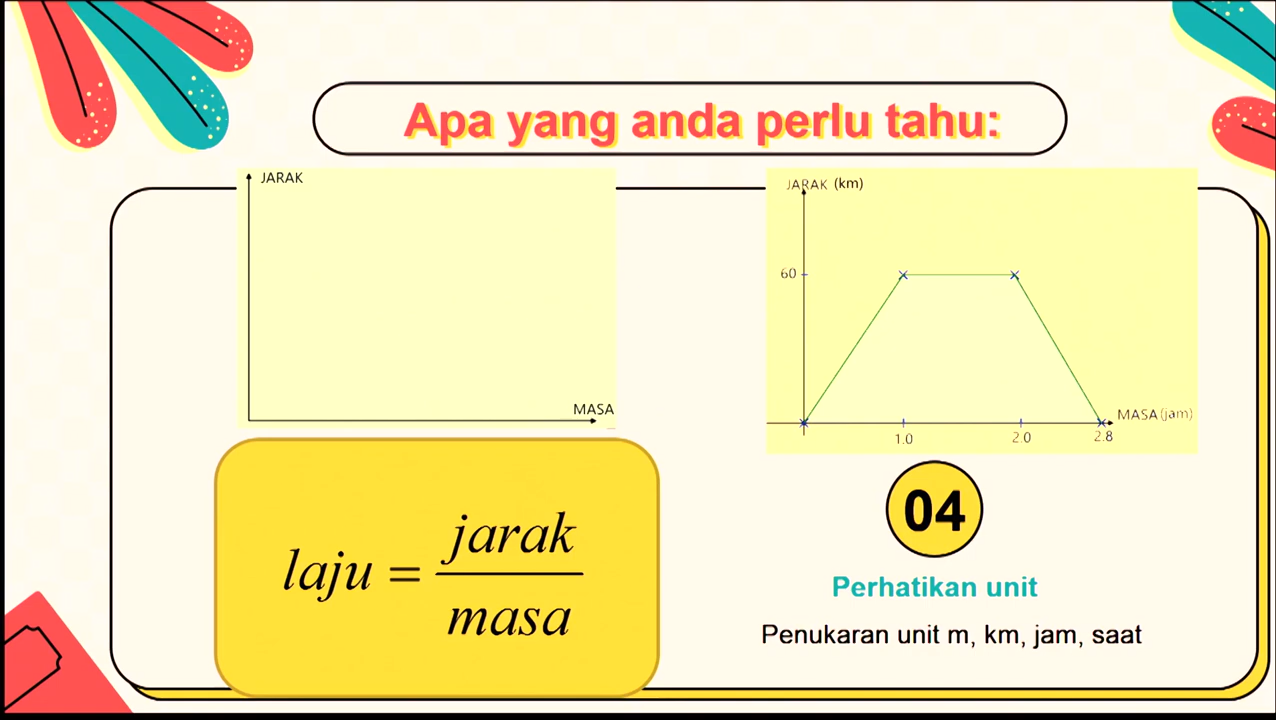 Apa yang anda perlu tahu:
JARAK
MASA
JARAK (km)
60
1.0
2.0
2.8
MASA (jam)
laju = jarak / masa
04
Perhatikan unit
Penukaran unit m, km, jam, saat